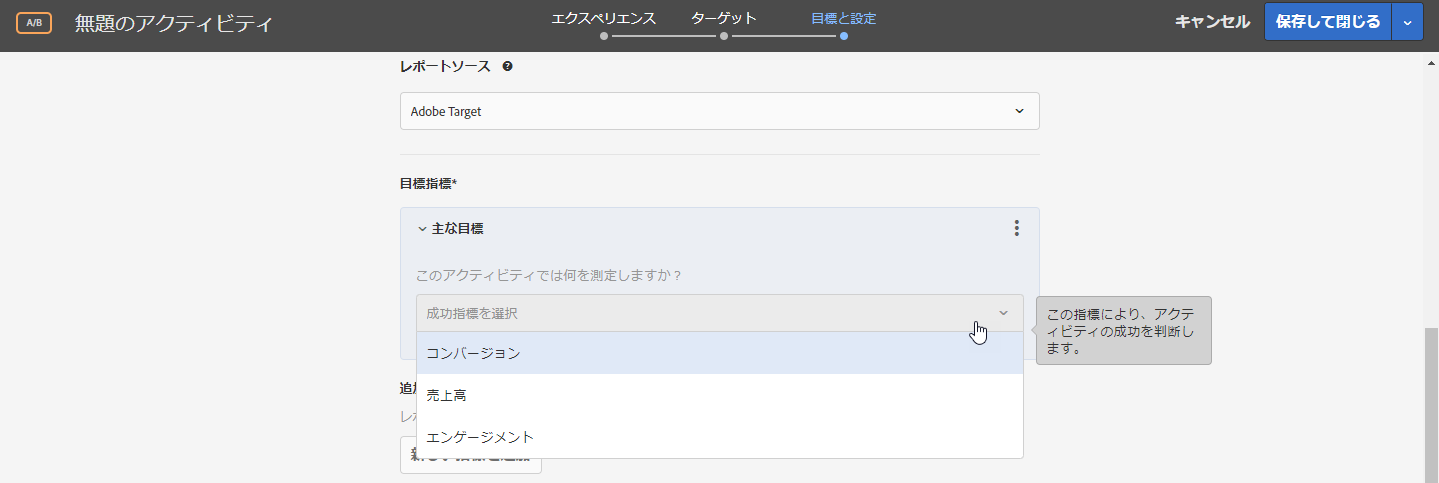 A/B 無題のアクティビティ
エクスペリエンス ターゲット 目標と設定
キャンセル 保存して閉じる
レポートソース
Adobe Target
目標指標*
主な目標
このアクティビティでは何を測定しますか？
成功指標を選択
この指標により、アクテ
ィビティの成功を判断し
ます。
コンバージョン
売上高
エンゲージメント